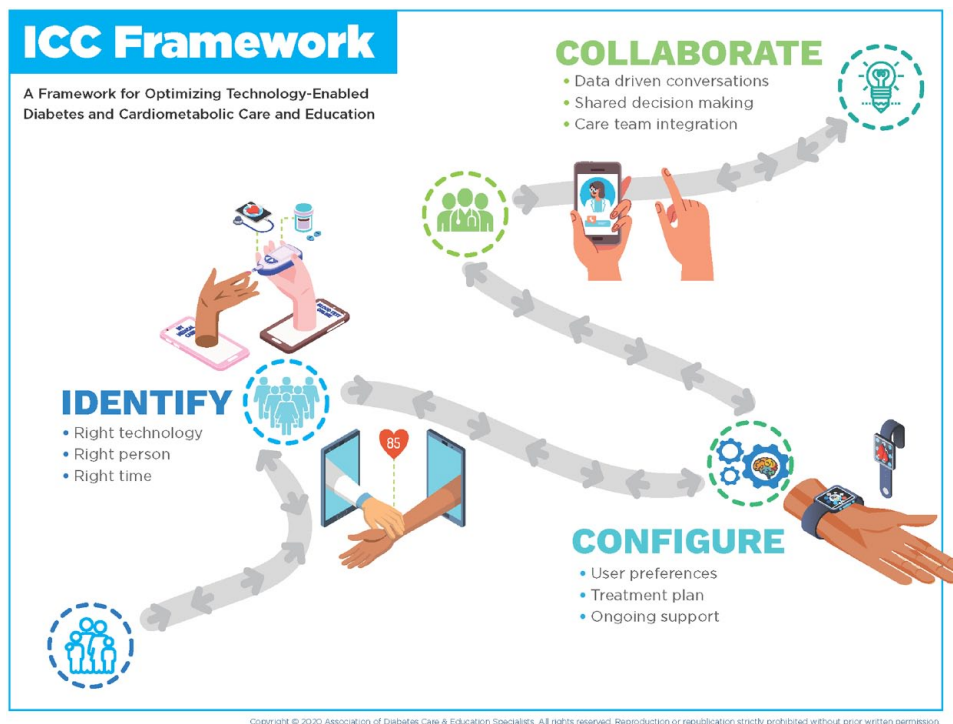 ICC Framework
A Framework for Optimizing Technology-Enabled
Diabetes and Cardiometabolic Care and Education
COLLABORATE
• Data driven conversations
• Shared decision making
• Care team integration
IDENTIFY
• Right technology
• Right person
• Right time
85
CONFIGURE
• User preferences
• Treatment plan
• Ongoing support
Copyright © 2020 Association of Diabetes Care & Education Specialists. All rights reserved. Reproduction or republication strictly prohibited without prior written permission.